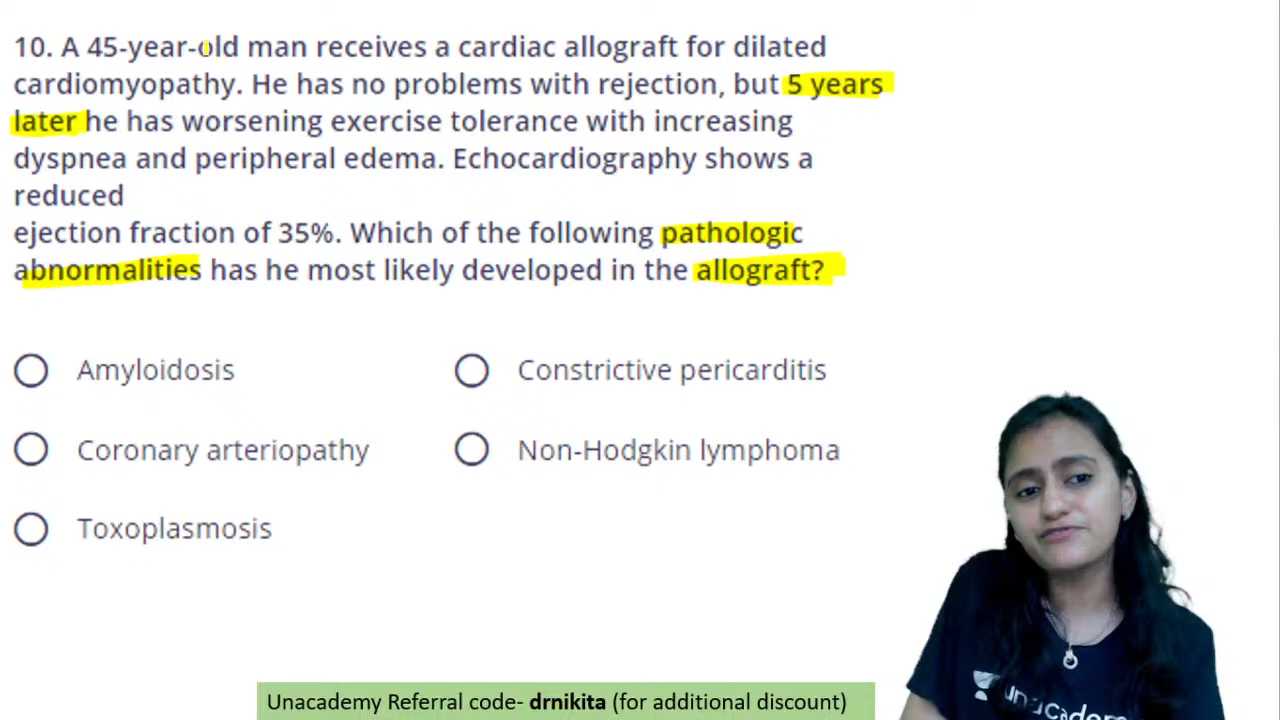 10. A 45-year-old man receives a cardiac allograft for dilated
cardiomyopathy. He has no problems with rejection, but 5 years
later he has worsening exercise tolerance with increasing
dyspnea and peripheral edema. Echocardiography shows a
reduced
ejection fraction of 35%. Which of the following pathologic
abnormalities has he most likely developed in the allograft?
Amyloidosis
Constrictive pericarditis
Coronary arteriopathy
Non-Hodgkin lymphoma
Toxoplasmosis
unacademy
Unacademy Referral code- drnikita (for additional discount)